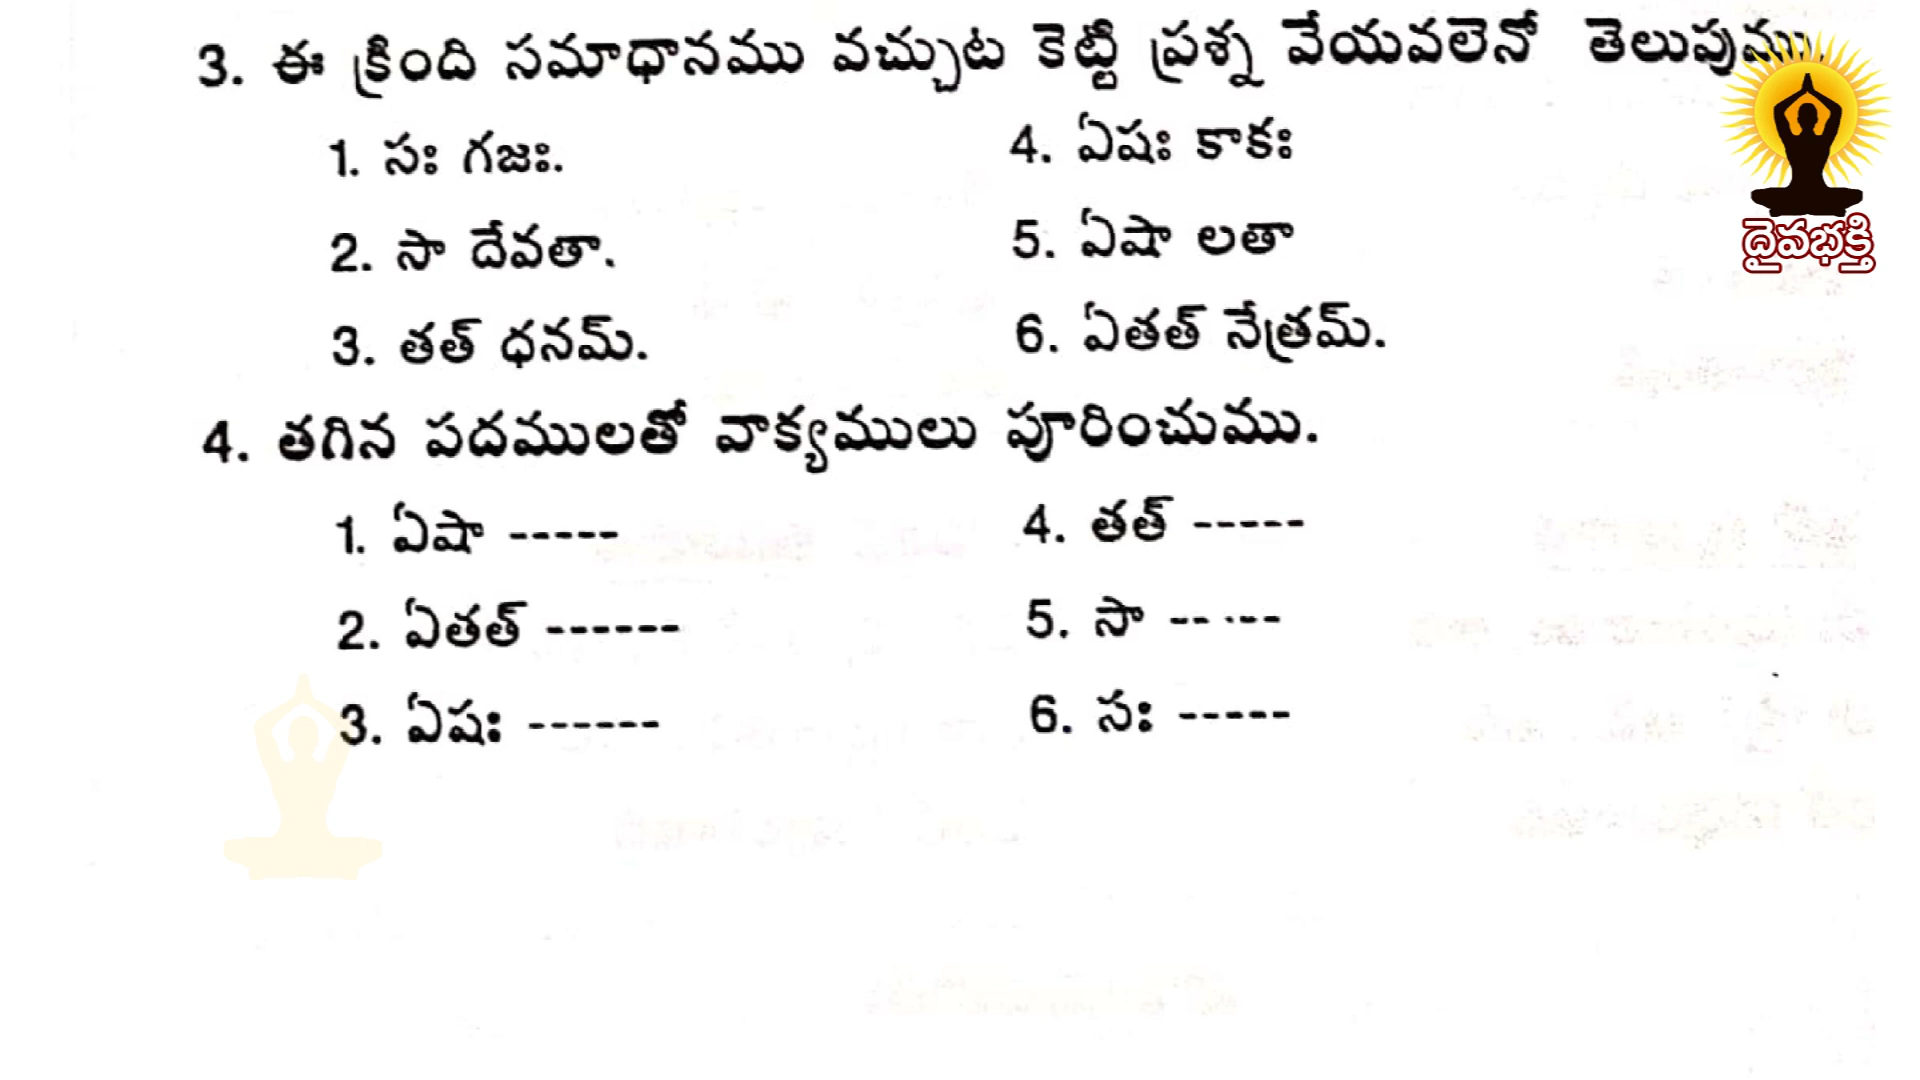 3. ఈ క్రింది సమాధానము వచ్చుట కెట్టి ప్రశ్న వేయవలెనో తెలుపుము.
1. సః గజః.
4. ఏషః కాకః
2. సా దేవతా.
5. ఏషా లతా
3. తత్ ధనమ్.
6. ఏతత్ నేత్రమ్.
4. తగిన పదములతో వాక్యములు పూరించుము.
1. ఏషా -----
4. తత్ -----
2. ఏతత్ ------
5. సా -- ---
3. ఏషః ------
6. సః -----
దైవభక్తి